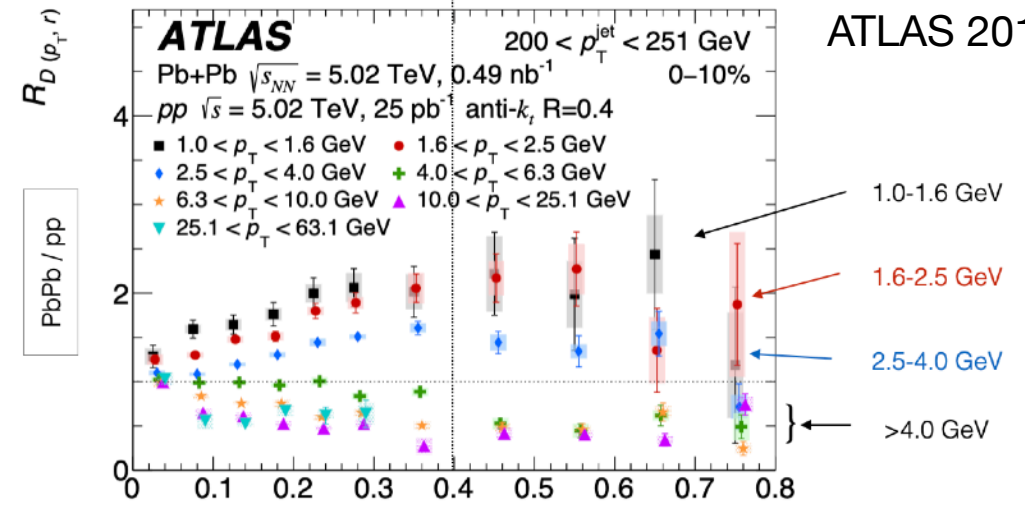 R_D (p_T, r)
PbPb / pp
ATLAS
200 < p_T^jet < 251 GeV
Pb+Pb √s_NN = 5.02 TeV, 0.49 nb⁻¹
0–10%
pp √s = 5.02 TeV, 25 pb⁻¹ anti-k_t R=0.4
1.0 < p_T < 1.6 GeV
1.6 < p_T < 2.5 GeV
2.5 < p_T < 4.0 GeV
4.0 < p_T < 6.3 GeV
6.3 < p_T < 10.0 GeV
10.0 < p_T < 25.1 GeV
25.1 < p_T < 63.1 GeV
4
2
0
0 0.1 0.2 0.3 0.4 0.5 0.6 0.7 0.8
ATLAS 20
1.0-1.6 GeV
1.6-2.5 GeV
2.5-4.0 GeV
>4.0 GeV